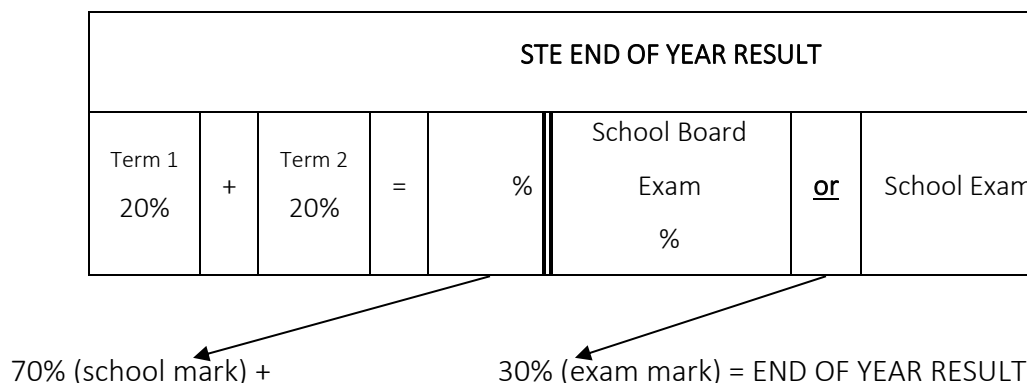 STE END OF YEAR RESULT
Term 1
20%
+
Term 2
20%
=
%
School Board
Exam
%
or
School Exam
70% (school mark) +
30% (exam mark) = END OF YEAR RESULT